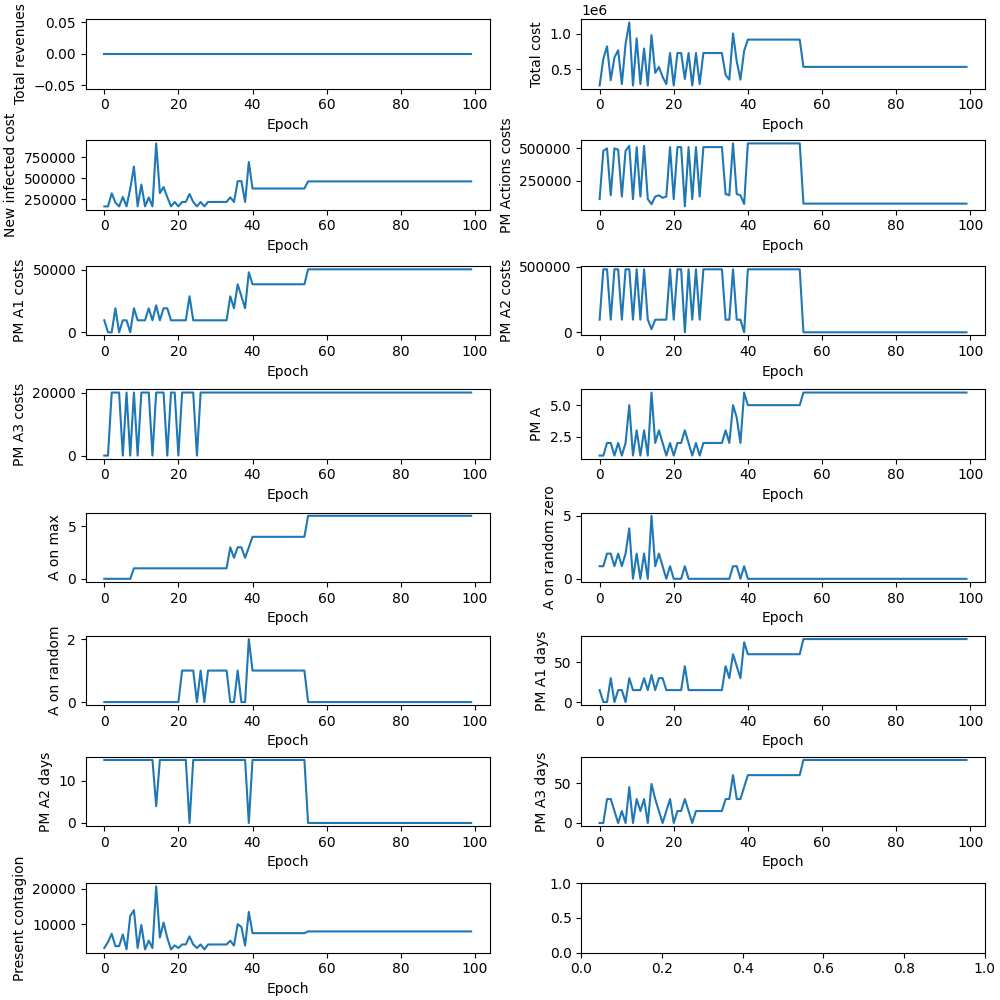 Total revenues
0.05
0.00
−0.05
0 20 40 60 80 100
Epoch
1e6
Total cost
1.0
0.5
0 20 40 60 80 100
Epoch
New infected cost
750000
500000
250000
0 20 40 60 80 100
Epoch
PM Actions costs
500000
250000
0 20 40 60 80 100
Epoch
PM A1 costs
50000
0
0 20 40 60 80 100
Epoch
PM A2 costs
500000
0
0 20 40 60 80 100
Epoch
PM A3 costs
20000
0
0 20 40 60 80 100
Epoch
PM A
5.0
2.5
0 20 40 60 80 100
Epoch
A on max
5
0
0 20 40 60 80 100
Epoch
A on random zero
5
0
0 20 40 60 80 100
Epoch
A on random
2
0
0 20 40 60 80 100
Epoch
PM A1 days
50
0
0 20 40 60 80 100
Epoch
PM A2 days
10
0
0 20 40 60 80 100
Epoch
PM A3 days
50
0
0 20 40 60 80 100
Epoch
Present contagion
20000
10000
0 20 40 60 80 100
Epoch
1.0
0.5
0.0
0.0 0.2 0.4 0.6 0.8 1.0